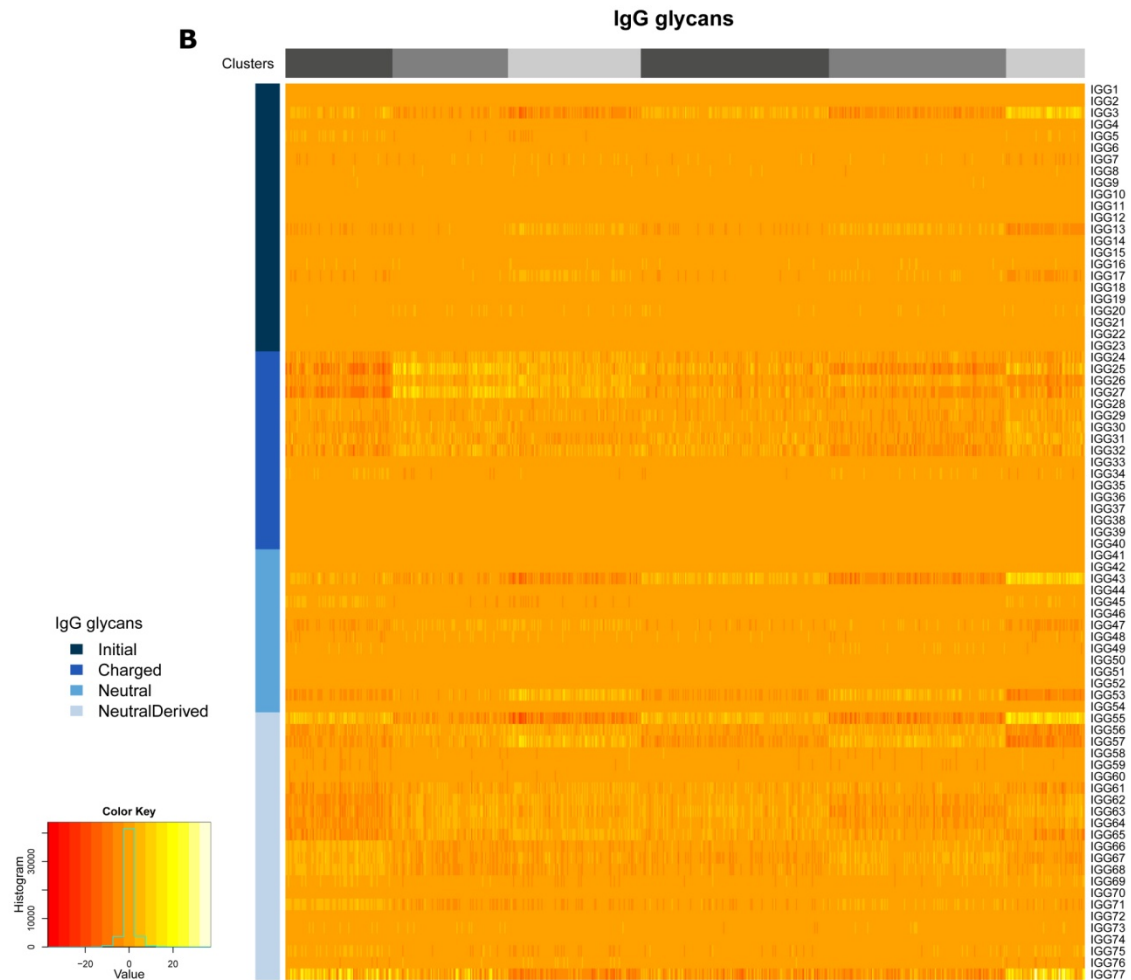 IgG glycans
B
Clusters
IGG1
IGG2
IGG3
IGG4
IGG5
IGG6
IGG7
IGG8
IGG9
IGG10
IGG11
IGG12
IGG13
IGG14
IGG15
IGG16
IGG17
IGG18
IGG19
IGG20
IGG21
IGG22
IGG23
IGG24
IGG25
IGG26
IGG27
IGG28
IGG29
IGG30
IGG31
IGG32
IGG33
IGG34
IGG35
IGG36
IGG37
IGG38
IGG39
IGG40
IGG41
IGG42
IGG43
IGG44
IGG45
IGG46
IGG47
IGG48
IGG49
IGG50
IGG51
IGG52
IGG53
IGG54
IGG55
IGG56
IGG57
IGG58
IGG59
IGG60
IGG61
IGG62
IGG63
IGG64
IGG65
IGG66
IGG67
IGG68
IGG69
IGG70
IGG71
IGG72
IGG73
IGG74
IGG75
IGG76
IGG77
IgG glycans
Initial
Charged
Neutral
NeutralDerived
Color Key
Histogram
0 10000 30000
−20 0 20
Value